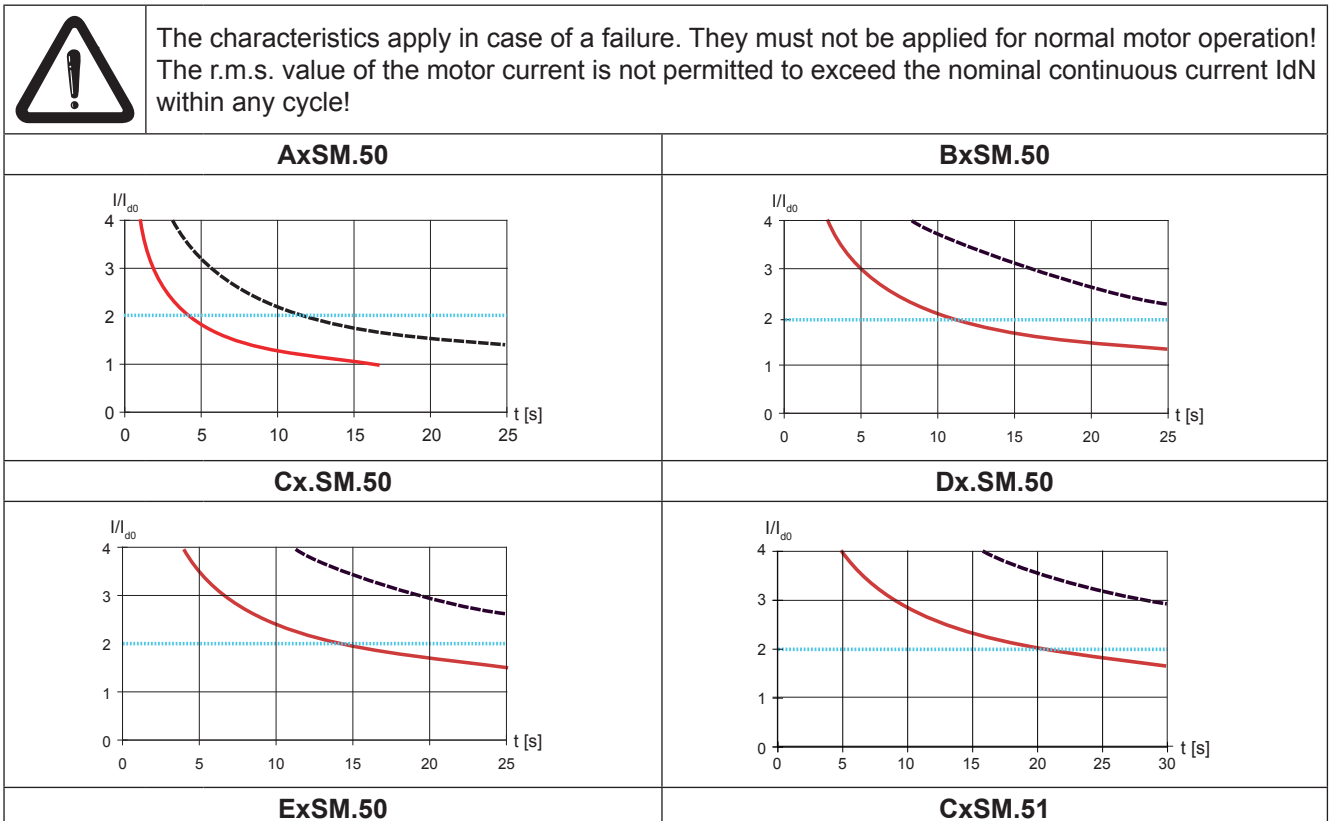 The characteristics apply in case of a failure. They must not be applied for normal motor operation!
The r.m.s. value of the motor current is not permitted to exceed the nominal continuous current IdN
within any cycle!
AxSM.50
BxSM.50
I/Id0
4
3
2
1
0
0 5 10 15 20 25
t [s]
I/Id0
4
3
2
1
0
0 5 10 15 20 25
t [s]
Cx.SM.50
Dx.SM.50
I/Id0
4
3
2
1
0
0 5 10 15 20 25
t [s]
I/Id0
4
3
2
1
0
0 5 10 15 20 25 30
t [s]
ExSM.50
CxSM.51